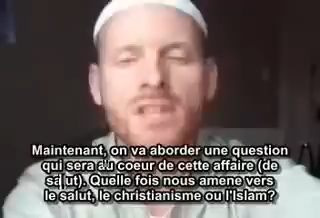 Maintenant, on va aborder une question
qui sera au coeur de cette affaire (de
salut). Quelle fois nous amene vers
le salut, le christianisme ou l'Islam?